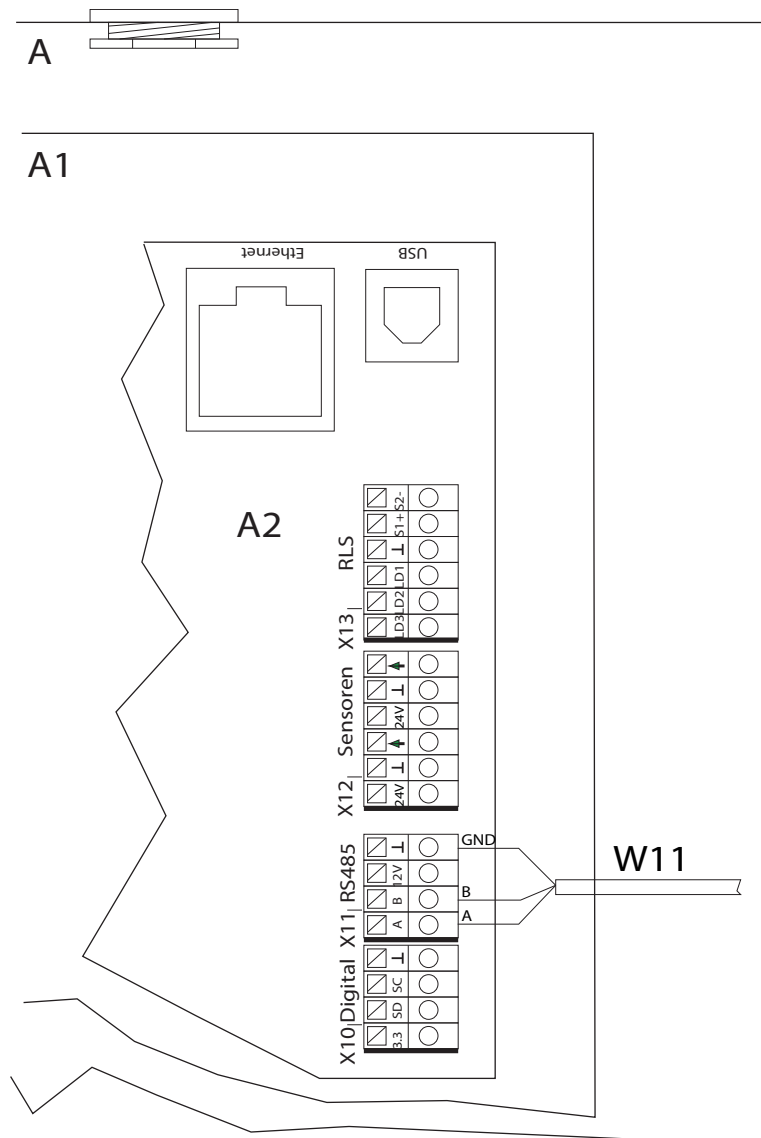 A
A1
Ethernet
USB
A2
RLS
X13
S2-
S1+
⊥
LD1
LD2
LD3
Sensoren
X12
⊥
24V
⊥
24V
RS485
X11
⊥
12V
B
A
GND
B
A
W11
Digital
X10
⊥
SC
SD
3.3